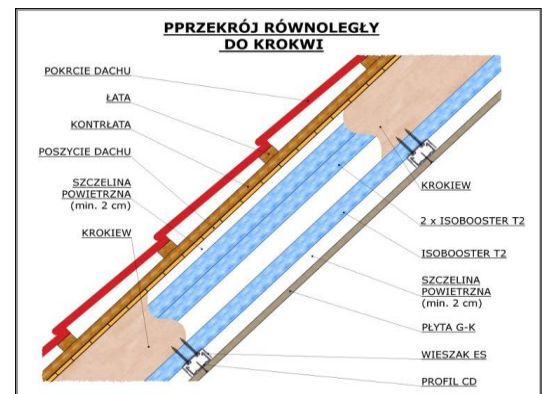 PPRZEKRÓJ RÓWNOLEGŁY
DO KROKWI
POKRCIE DACHU
ŁATA
KONTRŁATA
POSZYCIE DACHU
SZCZELINA
POWIETRZNA
(min. 2 cm)
KROKIEW
KROKIEW
2 x ISOBOOSTER T2
ISOBOOSTER T2
SZCZELINA
POWIETRZNA
(min. 2 cm)
PŁYTA G-K
WIESZAK ES
PROFIL CD